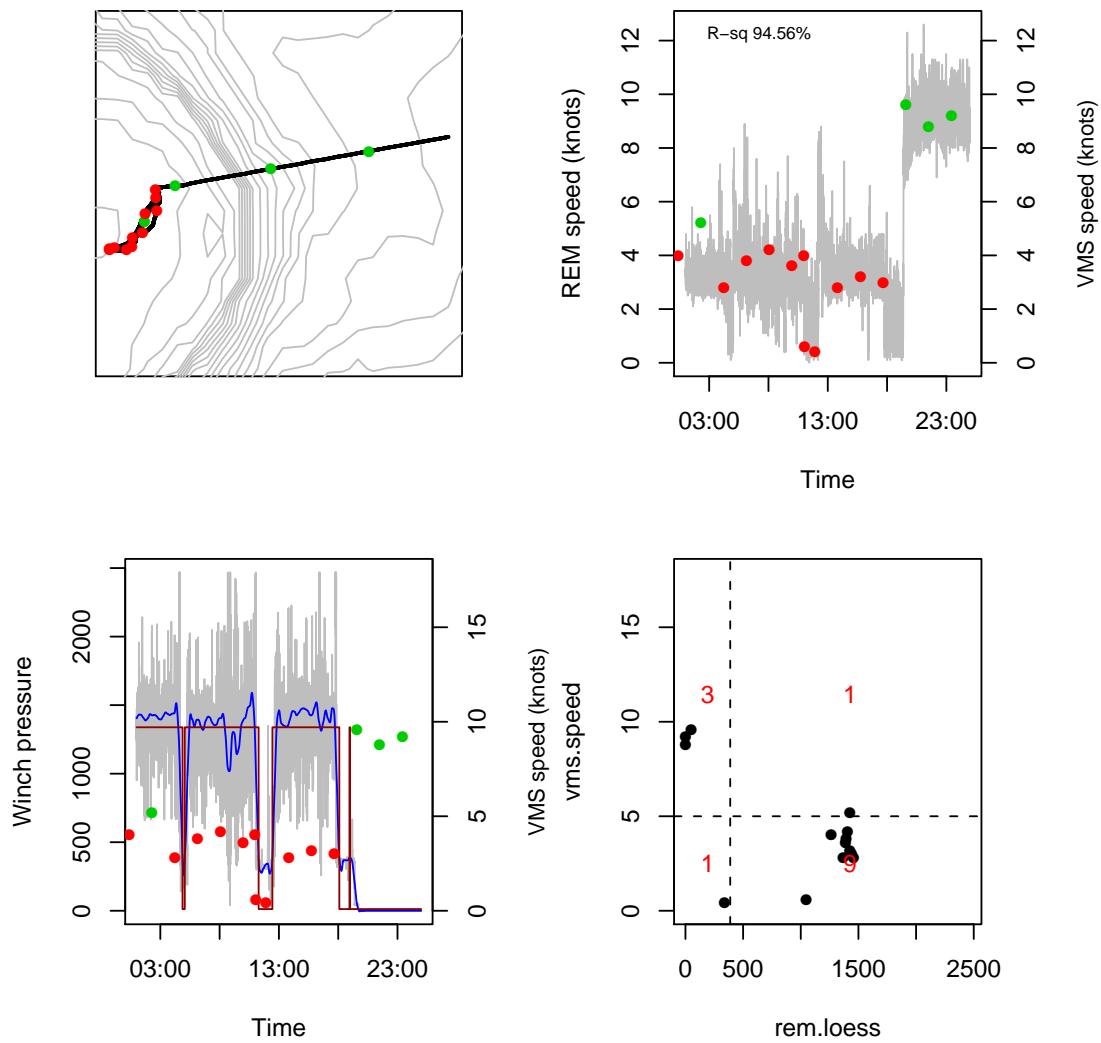 R−sq 94.56%
REM speed (knots)
0 2 4 6 8 10 12
0 2 4 6 8 10 12
VMS speed (knots)
03:00 13:00 23:00
Time
Winch pressure
0 500 1000 2000
0 5 10 15
VMS speed (knots)
03:00 13:00 23:00
Time
vms.speed
0 5 10 15
3 1
1 9
0 500 1500 2500
rem.loess